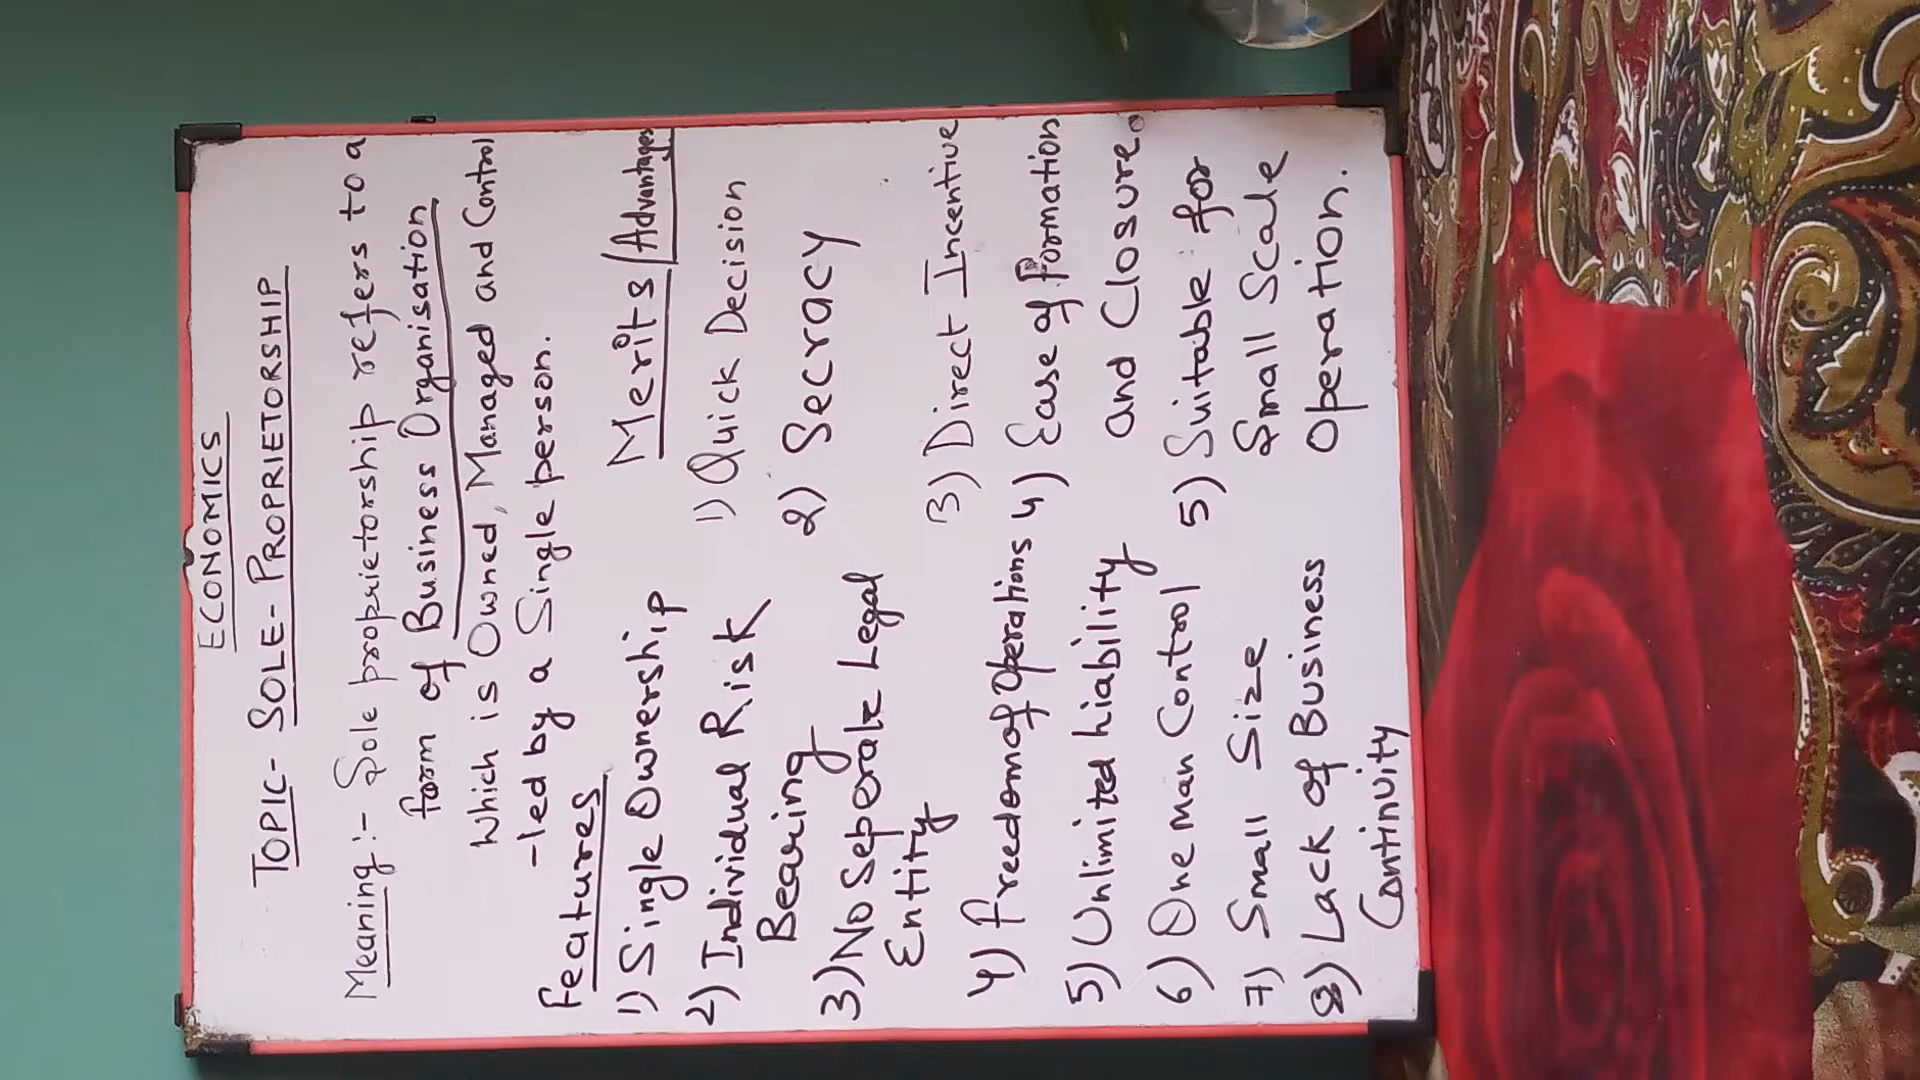 ECONOMICS
TOPIC - SOLE - PROPRIETORSHIP
Meaning :- Sole proprietorship refers to a
form of Business Organisation
which is Owned, Managed and Control
-led by a Single person.
Features
1) Single Ownership
2) Individual Risk
Bearing
3) No Seperate Legal
Entity
4) Freedom of Operations
5) Unlimited Liability
6) One man Control
7) Small Size
8) Lack of Business
Continuity
Merits/Advantages
1) Quick Decision
2) Secracy
3) Direct Incentive
4) Ease of Formation
and Closure.
5) Suitable for
Small Scale
Operation.